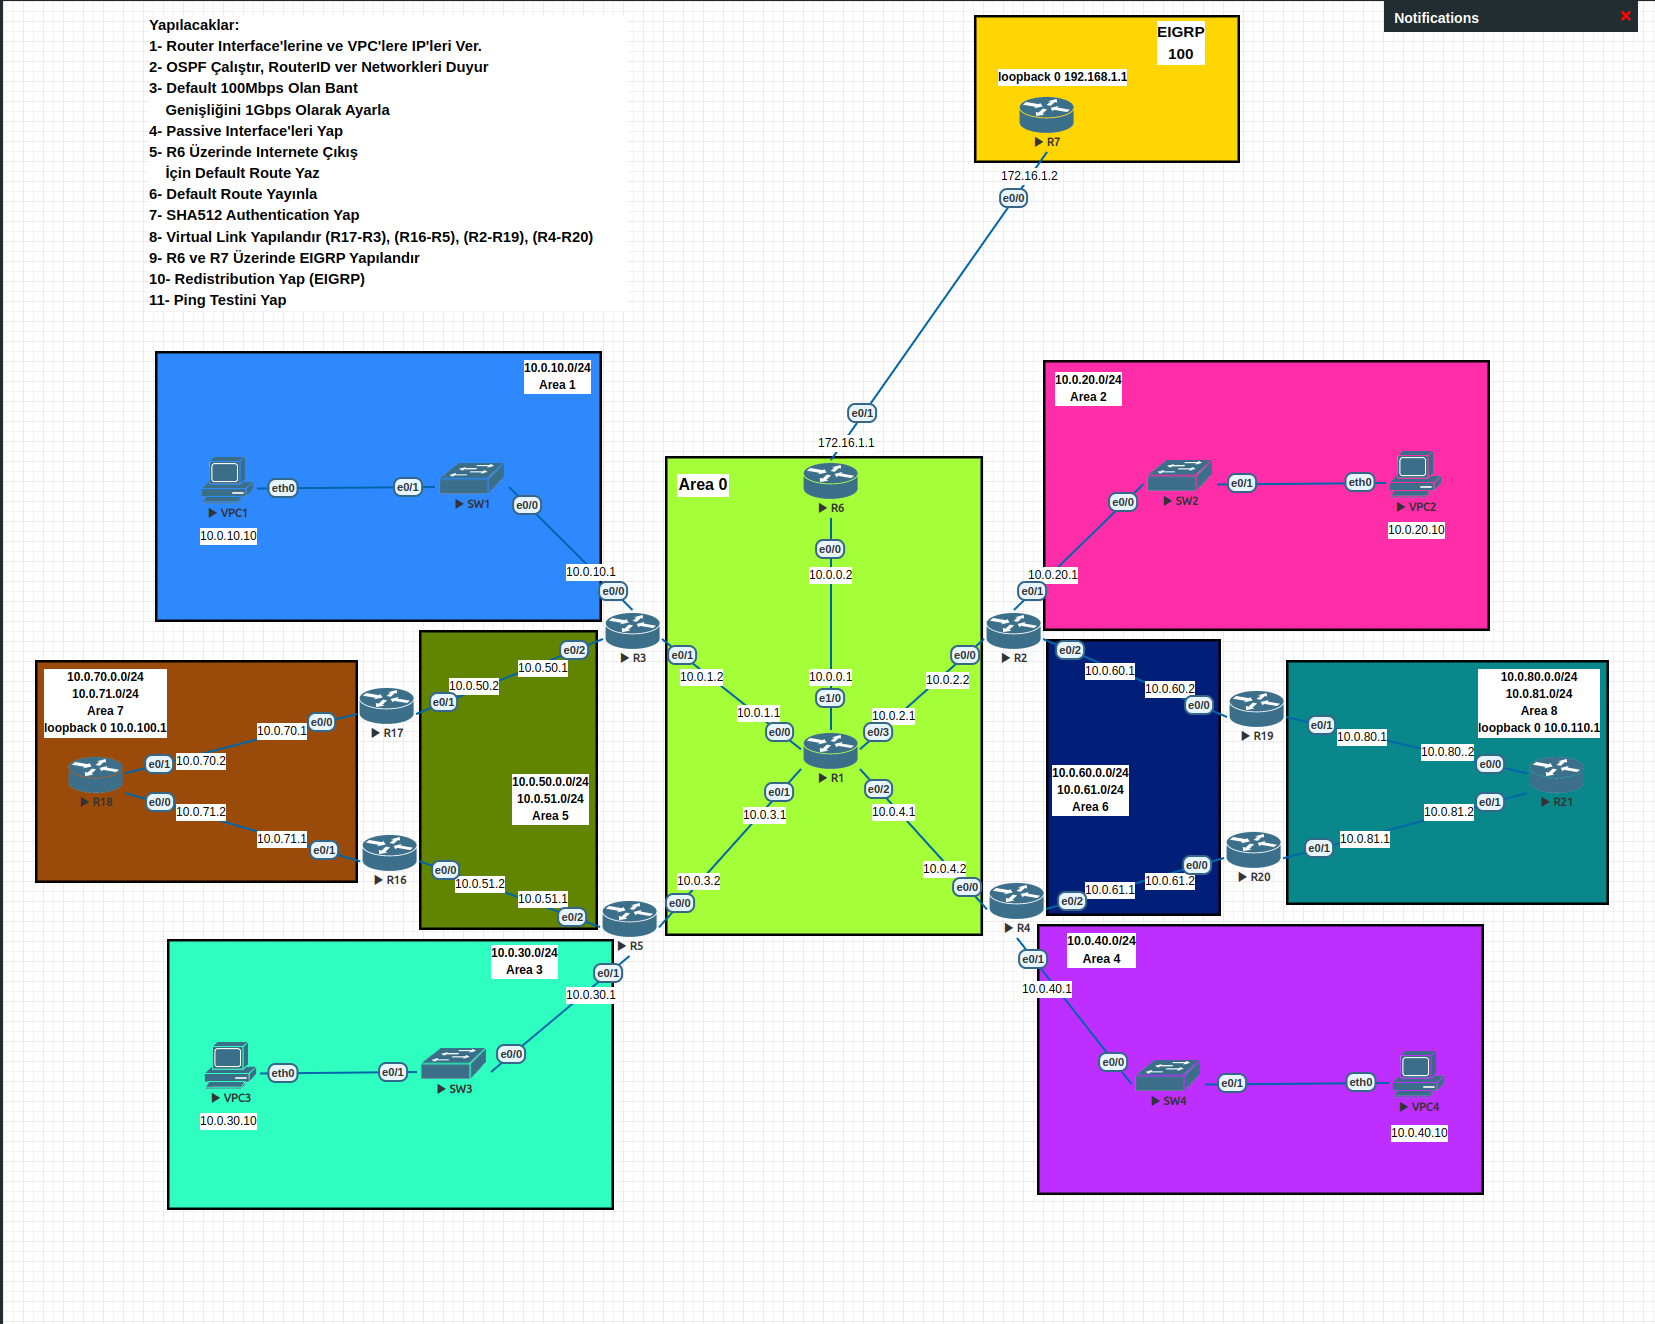 Notifications
Yapılacaklar:
1- Router Interface'lerine ve VPC'lere IP'leri Ver.
2- OSPF Çalıştır, RouterID ver Networkleri Duyur
3- Default 100Mbps Olan Bant
Genişliğini 1Gbps Olarak Ayarla
4- Passive Interface'leri Yap
5- R6 Üzerinde Internete Çıkış
İçin Default Route Yaz
6- Default Route Yayınla
7- SHA512 Authentication Yap
8- Virtual Link Yapılandır (R17-R3), (R16-R5), (R2-R19), (R4-R20)
9- R6 ve R7 Üzerinde EIGRP Yapılandır
10- Redistribution Yap (EIGRP)
11- Ping Testini Yap
EIGRP
100
loopback 0 192.168.1.1
R7
172.16.1.2
e0/0
e0/1
172.16.1.1
10.0.10.0/24
Area 1
VPC1
eth0
e0/1
SW1
e0/0
10.0.10.10
10.0.10.1
e0/0
R3
10.0.20.0/24
Area 2
SW2
e0/0
e0/1
eth0
VPC2
10.0.20.10
10.0.20.1
e0/1
R2
Area 0
R6
e0/0
10.0.0.2
10.0.0.1
e1/0
e0/1
10.0.1.2
10.0.1.1
e0/0
e0/0
10.0.2.2
10.0.2.1
e0/3
R1
e0/1
10.0.3.1
10.0.3.2
e0/0
e0/2
10.0.4.1
10.0.4.2
e0/0
e0/2
10.0.50.1
10.0.50.2
e0/1
R17
10.0.50.0.0/24
10.0.51.0/24
Area 5
R16
e0/0
10.0.51.2
10.0.51.1
e0/2
R5
10.0.70.0.0/24
10.0.71.0/24
Area 7
loopback 0 10.0.100.1
e0/0
10.0.70.1
10.0.70.2
e0/1
R18
e0/0
10.0.71.2
10.0.71.1
e0/1
e0/2
10.0.60.1
10.0.60.2
e0/0
R19
10.0.60.0.0/24
10.0.61.0/24
Area 6
e0/0
10.0.61.2
10.0.61.1
e0/2
R20
R4
10.0.80.0.0/24
10.0.81.0/24
Area 8
loopback 0 10.0.110.1
e0/1
10.0.80.1
10.0.80..2
e0/0
R21
e0/1
10.0.81.2
10.0.81.1
e0/1
10.0.30.0/24
Area 3
e0/1
10.0.30.1
e0/0
SW3
e0/1
eth0
VPC3
10.0.30.10
10.0.40.0/24
Area 4
e0/1
10.0.40.1
e0/0
SW4
e0/1
eth0
VPC4
10.0.40.10